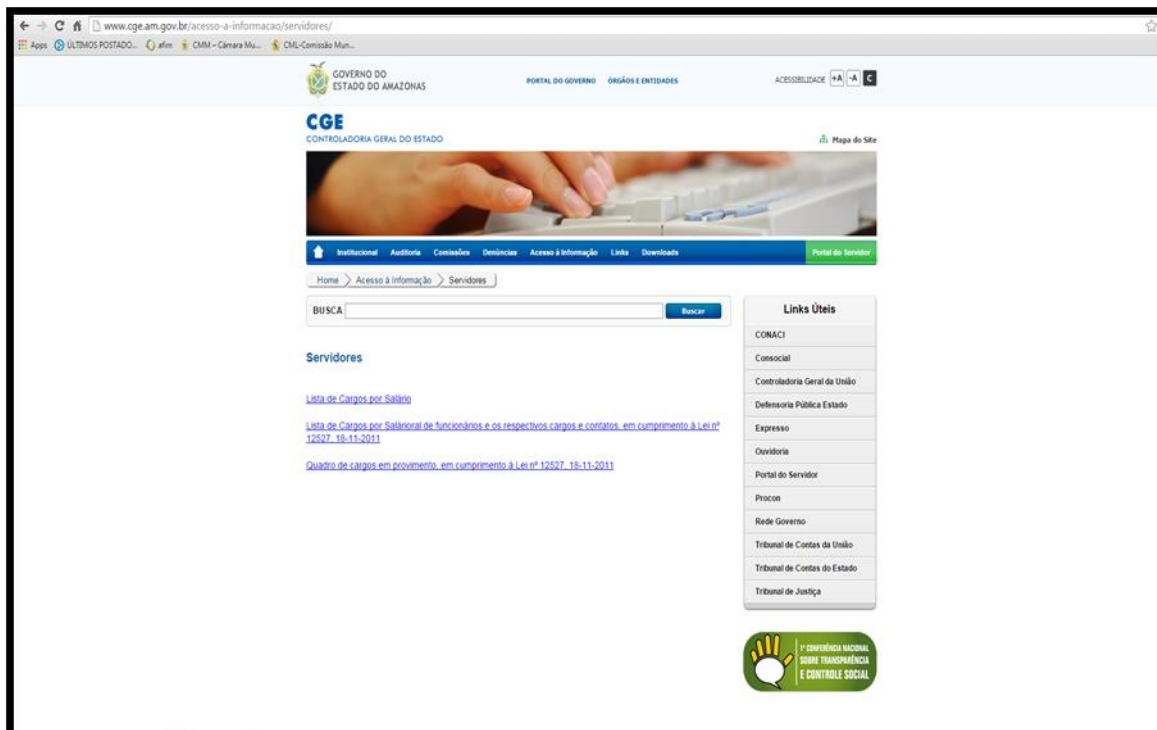 www.cge.am.gov.br/acesso-a-informacao/servidores/
Apps ÚLTIMOS POSTADO... afim CMM – Câmara Mu... CML-Comissão Mun...
GOVERNO DO
ESTADO DO AMAZONAS
PORTAL DO GOVERNO ÓRGÃOS E ENTIDADES
ACESSIBILIDADE +A -A C
CGE
CONTROLADORIA GERAL DO ESTADO
Mapa do Site
Institucional Auditoria Comissões Denúncias Acesso à Informação Links Downloads Portal do Servidor
Home Acesso à Informação Servidores
BUSCA Buscar
Servidores
Lista de Cargos por Salário
Lista de Cargos por Salárioral de funcionários e os respectivos cargos e contatos, em cumprimento à Lei nº
12527, 18-11-2011
Quadro de cargos em provimento, em cumprimento à Lei nº 12527, 18-11-2011
Links Úteis
CONACI
Consocial
Controladoria Geral da União
Defensoria Pública Estado
Expresso
Ouvidoria
Portal do Servidor
Procon
Rede Governo
Tribunal de Contas da União
Tribunal de Contas do Estado
Tribunal de Justiça
1ª CONFERÊNCIA NACIONAL
SOBRE TRANSPARÊNCIA
E CONTROLE SOCIAL